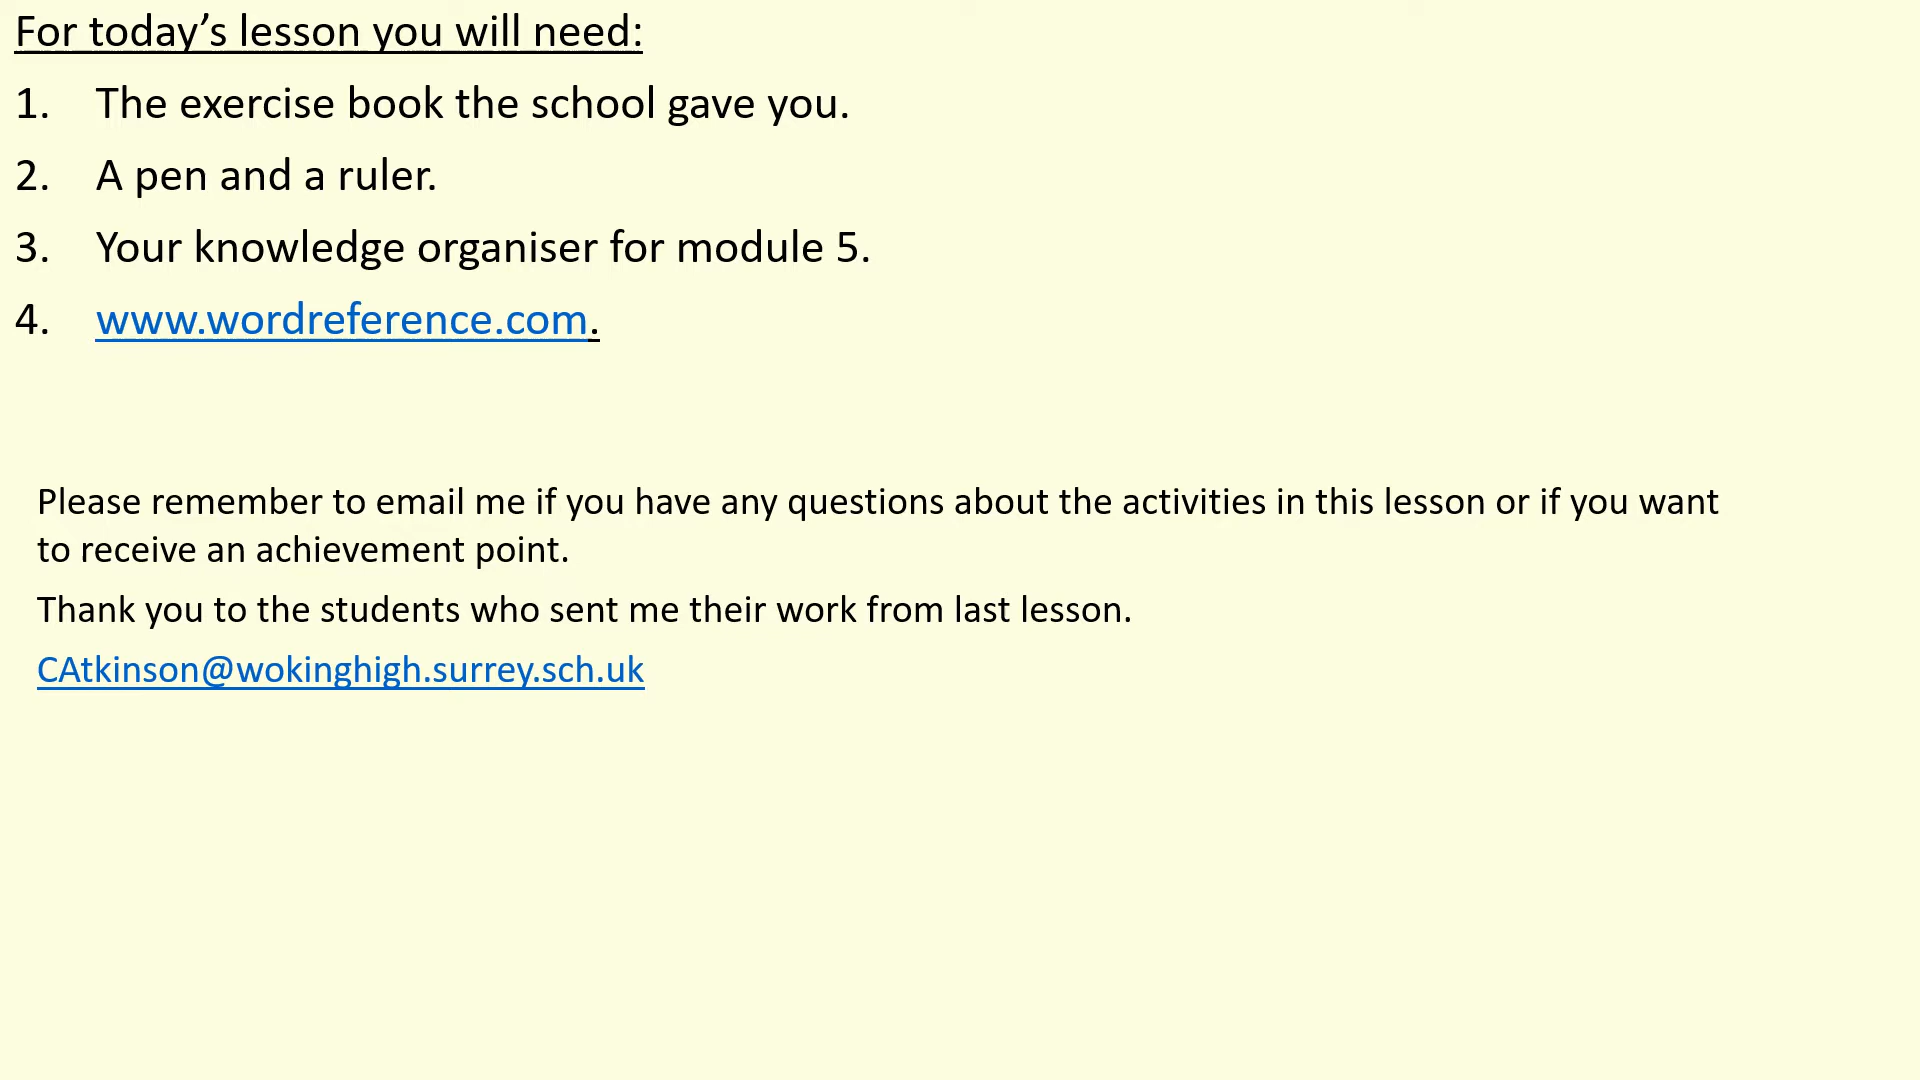 For today’s lesson you will need:
1. The exercise book the school gave you.
2. A pen and a ruler.
3. Your knowledge organiser for module 5.
4. www.wordreference.com.
Please remember to email me if you have any questions about the activities in this lesson or if you want
to receive an achievement point.
Thank you to the students who sent me their work from last lesson.
CAtkinson@wokinghigh.surrey.sch.uk